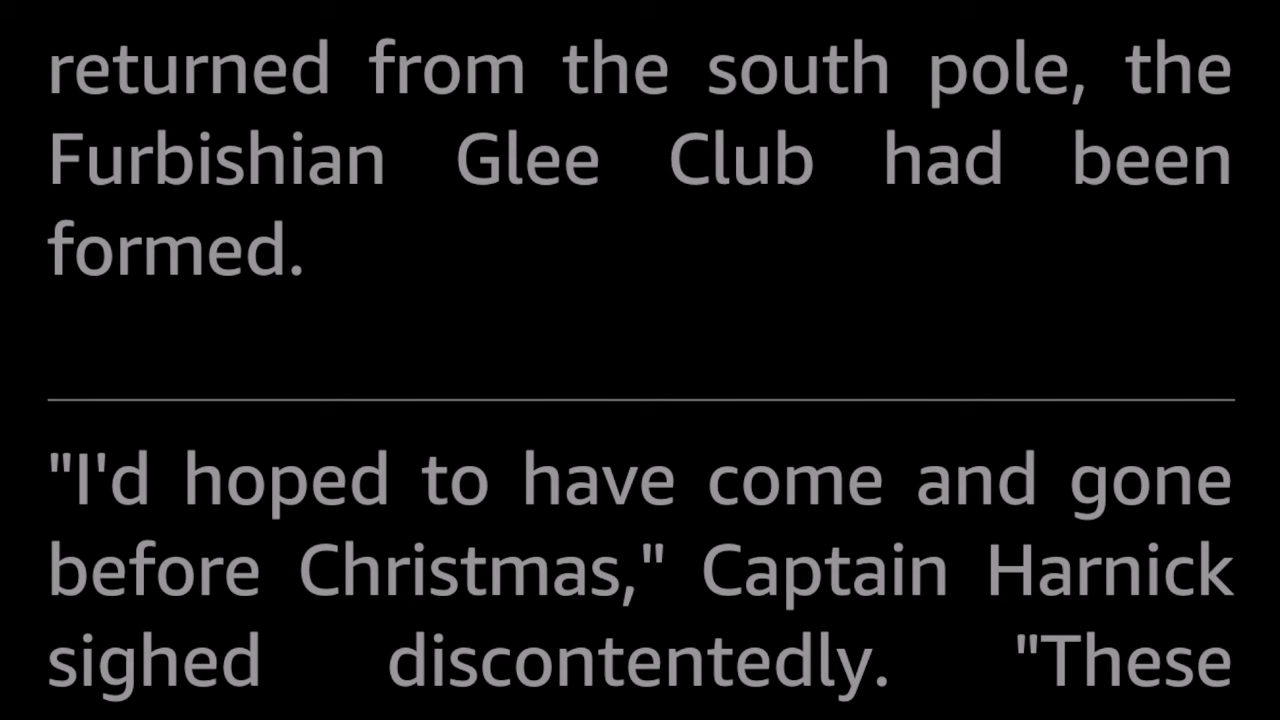 returned from the south pole, the
Furbishian Glee Club had been
formed.
"I'd hoped to have come and gone
before Christmas," Captain Harnick
sighed discontentedly. "These